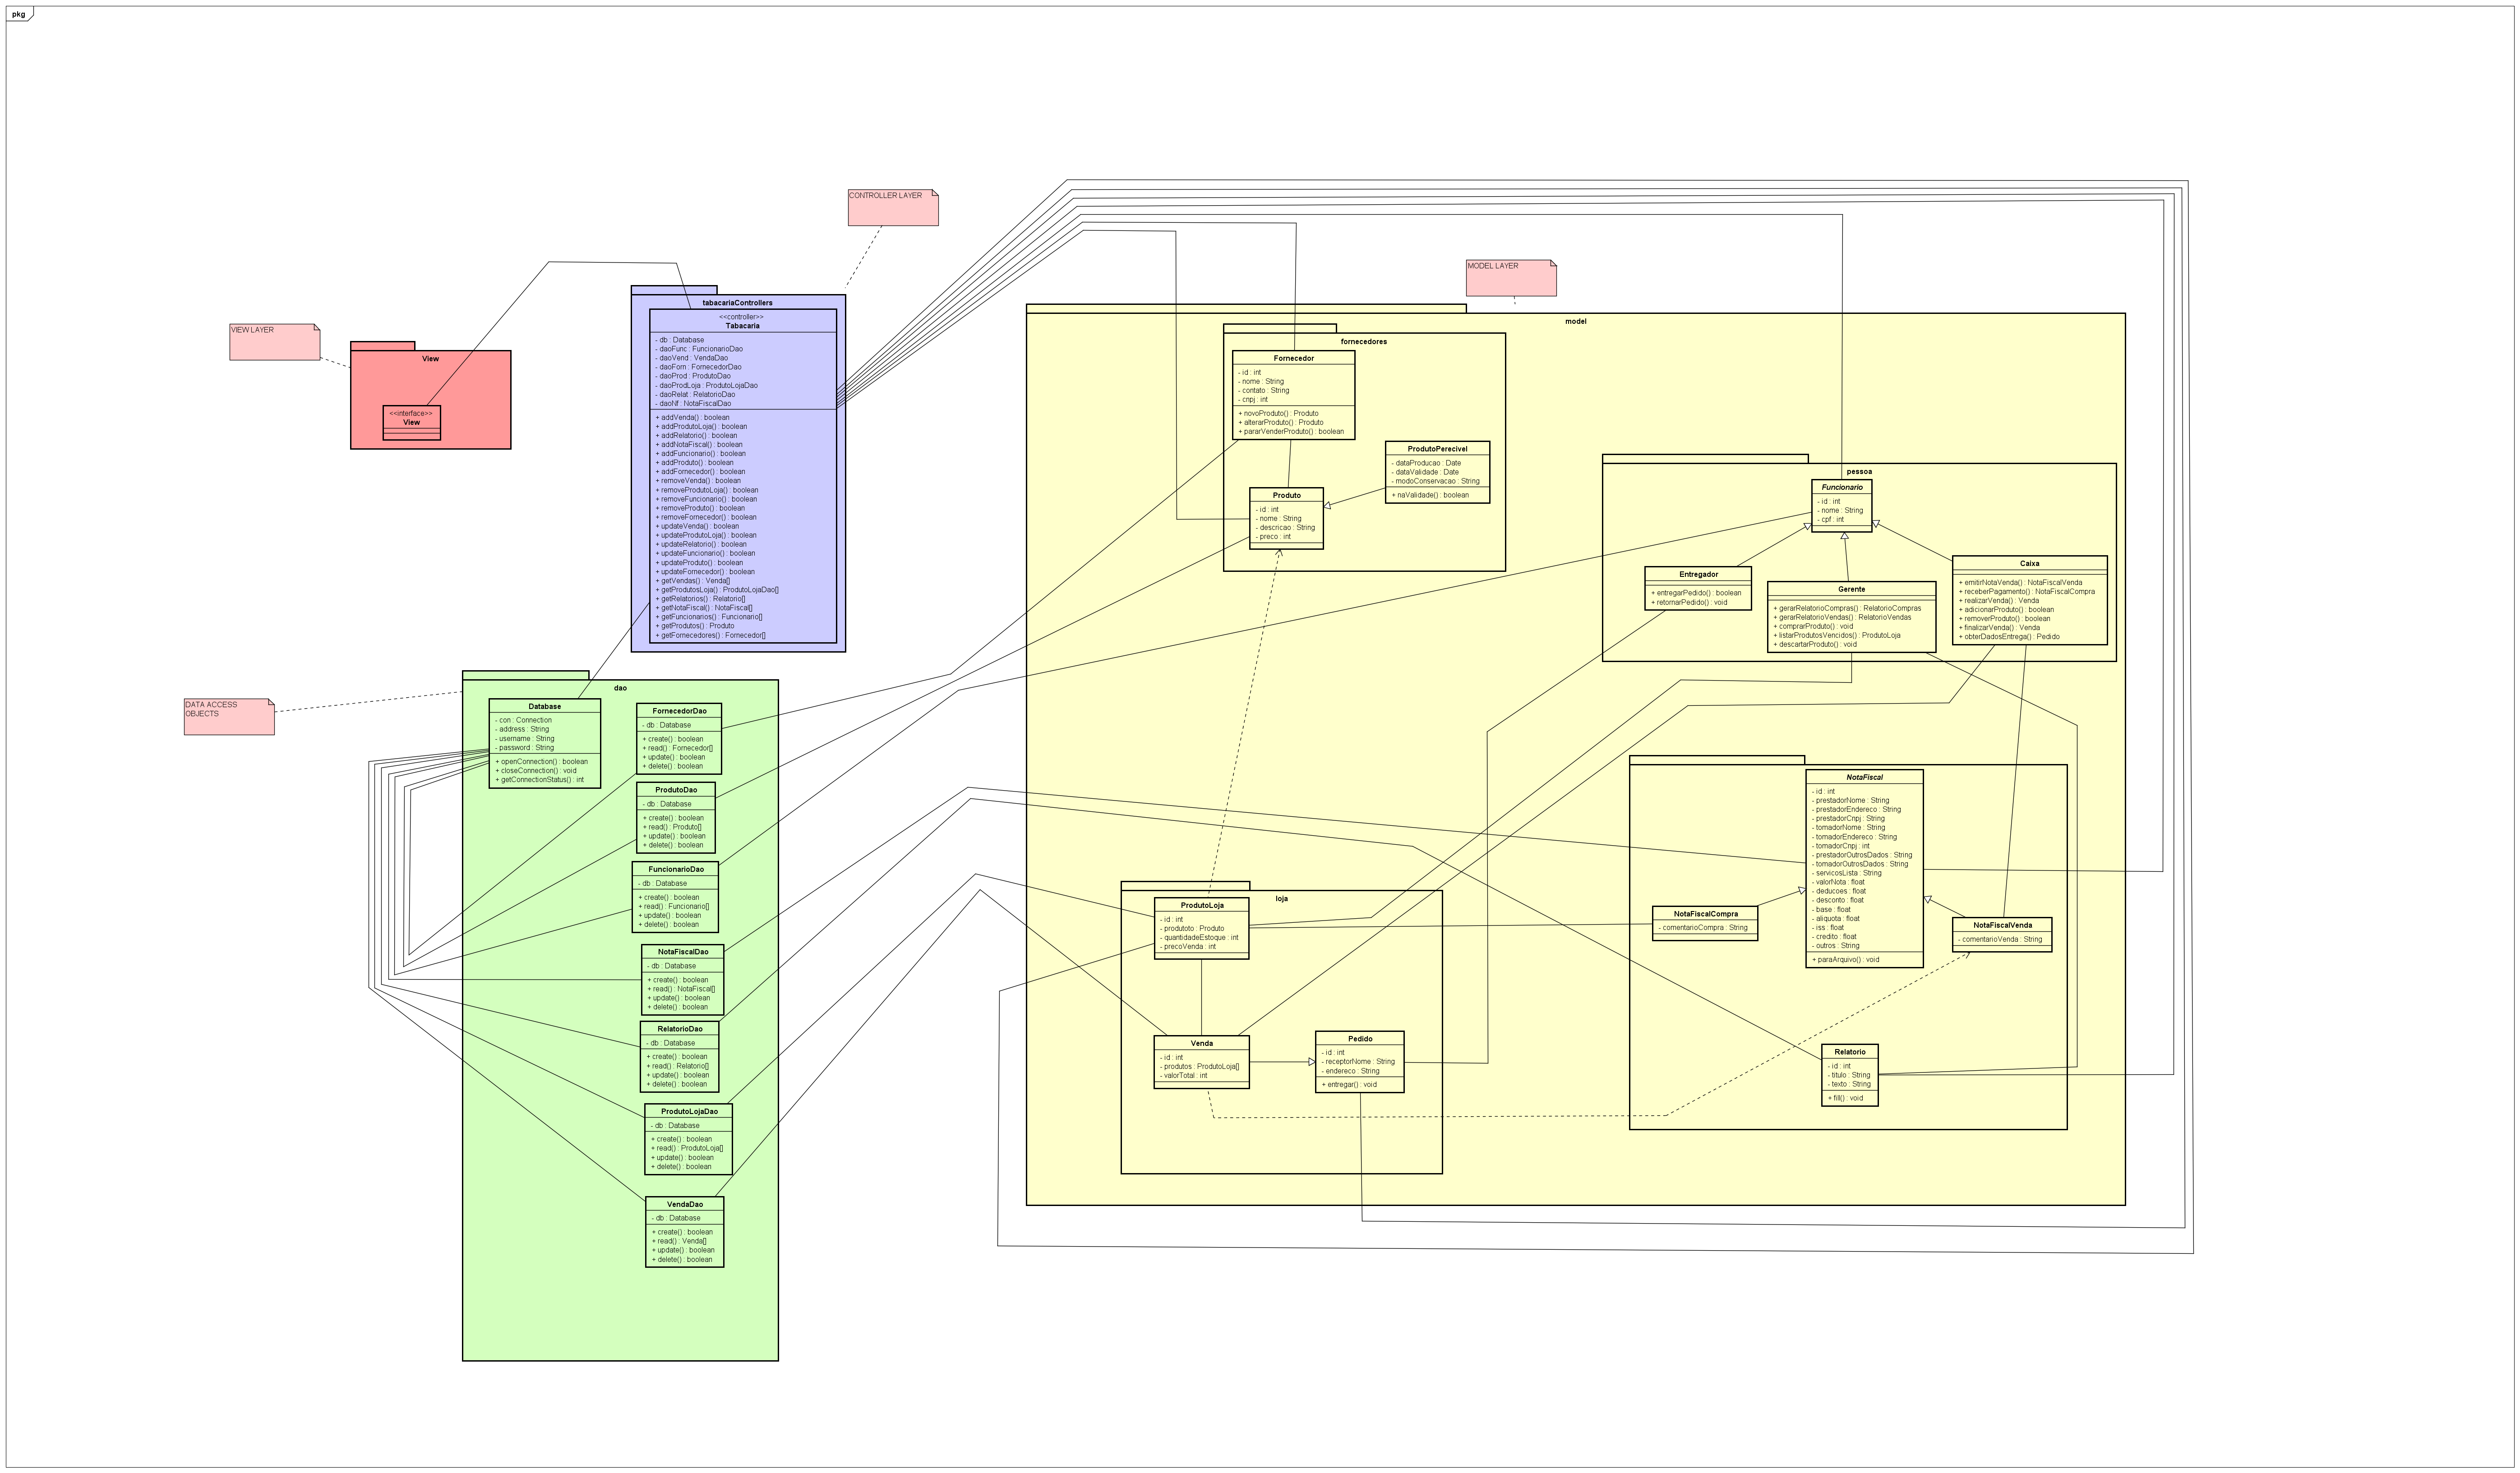 pkg
CONTROLLER LAYER
MODEL LAYER
VIEW LAYER
View
<<interface>>
View
tabacariaControllers
<<controller>>
Tabacaria
- db : Database
- daoFunc : FuncionarioDao
- daoVend : VendaDao
- daoForn : FornecedorDao
- daoProd : ProdutoDao
- daoProdLoja : ProdutoLojaDao
- daoRelat : RelatorioDao
- daoNf : NotaFiscalDao
+ addVenda() : boolean
+ addProdutoLoja() : boolean
+ addRelatorio() : boolean
+ addNotaFiscal() : boolean
+ addFuncionario() : boolean
+ addProduto() : boolean
+ addFornecedor() : boolean
+ removeVenda() : boolean
+ removeProdutoLoja() : boolean
+ removeFuncionario() : boolean
+ removeProduto() : boolean
+ removeFornecedor() : boolean
+ updateVenda() : boolean
+ updateProdutoLoja() : boolean
+ updateRelatorio() : boolean
+ updateFuncionario() : boolean
+ updateProduto() : boolean
+ updateFornecedor() : boolean
+ getVendas() : Venda[]
+ getProdutosLoja() : ProdutoLojaDao[]
+ getRelatorios() : Relatorio[]
+ getNotaFiscal() : NotaFiscal[]
+ getFuncionarios() : Funcionario[]
+ getProdutos() : Produto
+ getFornecedores() : Fornecedor[]
DATA ACCESS
OBJECTS
dao
Database
- con : Connection
- address : String
- username : String
- password : String
+ openConnection() : boolean
+ closeConnection() : void
+ getConnectionStatus() : int
FornecedorDao
- db : Database
+ create() : boolean
+ read() : Fornecedor[]
+ update() : boolean
+ delete() : boolean
ProdutoDao
- db : Database
+ create() : boolean
+ read() : Produto[]
+ update() : boolean
+ delete() : boolean
FuncionarioDao
- db : Database
+ create() : boolean
+ read() : Funcionario[]
+ update() : boolean
+ delete() : boolean
NotaFiscalDao
- db : Database
+ create() : boolean
+ read() : NotaFiscal[]
+ update() : boolean
+ delete() : boolean
RelatorioDao
- db : Database
+ create() : boolean
+ read() : Relatorio[]
+ update() : boolean
+ delete() : boolean
ProdutoLojaDao
- db : Database
+ create() : boolean
+ read() : ProdutoLoja[]
+ update() : boolean
+ delete() : boolean
VendaDao
- db : Database
+ create() : boolean
+ read() : Venda[]
+ update() : boolean
+ delete() : boolean
model
fornecedores
Fornecedor
- id : int
- nome : String
- contato : String
- cnpj : int
+ novoProduto() : Produto
+ alterarProduto() : Produto
+ pararVenderProduto() : boolean
ProdutoPerecivel
- dataProducao : Date
- dataValidade : Date
- modoConservacao : String
+ naValidade() : boolean
Produto
- id : int
- nome : String
- descricao : String
- preco : int
pessoa
Funcionario
- id : int
- nome : String
- cpf : int
Entregador
+ entregarPedido() : boolean
+ retornarPedido() : void
Gerente
+ gerarRelatorioCompras() : RelatorioCompras
+ gerarRelatorioVendas() : RelatorioVendas
+ comprarProduto() : void
+ listarProdutosVencidos() : ProdutoLoja
+ descartarProduto() : void
Caixa
+ emitirNotaVenda() : NotaFiscalVenda
+ receberPagamento() : NotaFiscalCompra
+ realizarVenda() : Venda
+ adicionarProduto() : boolean
+ removerProduto() : boolean
+ finalizarVenda() : Venda
+ obterDadosEntrega() : Pedido
NotaFiscal
- id : int
- prestadorNome : String
- prestadorEndereco : String
- prestadorCnpj : String
- tomadorNome : String
- tomadorEndereco : String
- tomadorCnpj : int
- prestadorOutrosDados : String
- tomadorOutrosDados : String
- servicosLista : String
- valorNota : float
- deducoes : float
- desconto : float
- base : float
- aliquota : float
- iss : float
- credito : float
- outros : String
+ paraArquivo() : void
NotaFiscalCompra
- comentarioCompra : String
NotaFiscalVenda
- comentarioVenda : String
Relatorio
- id : int
- titulo : String
- texto : String
+ fill() : void
loja
ProdutoLoja
- id : int
- produtoto : Produto
- quantidadeEstoque : int
- precoVenda : int
Venda
- id : int
- produtos : ProdutoLoja[]
- valorTotal : int
Pedido
- id : int
- receptorNome : String
- endereco : String
+ entregar() : void